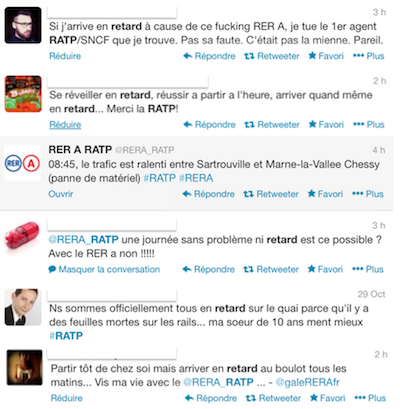 3 h
Si j'arrive en retard à cause de ce fucking RER A, je tue le 1er agent
RATP/SNCF que je trouve. Pas sa faute. C'était pas la mienne. Pareil.
Réduire Répondre Retweeter Favori Plus
2 h
Se réveiller en retard, réussir a partir a l'heure, arriver quand même
en retard... Merci la RATP!
Réduire Répondre Retweeter Favori Plus
RER A RATP @RERA_RATP 4 h
08:45, le trafic est ralenti entre Sartrouville et Marne-la-Vallee Chessy
(panne de matériel) #RATP #RERA
Ouvrir Répondre Retweeter Favori Plus
RER A
3 h
@RERA_RATP une journée sans problème ni retard est ce possible ?
Avec le RER A non !!!!!
Masquer la conversation Répondre Retweeter Favori Plus
29 Oct
Ns sommes officiellement tous en retard sur le quai parce qu'il y a
des feuilles mortes sur les rails... ma soeur de 10 ans ment mieux
#RATP
2 h
Partir tôt de chez soi mais arriver en retard au boulot tous les
matins... Vis ma vie avec le @RERA_RATP ... - @galeRERAfr
Réduire Répondre Retweeter Favori Plus